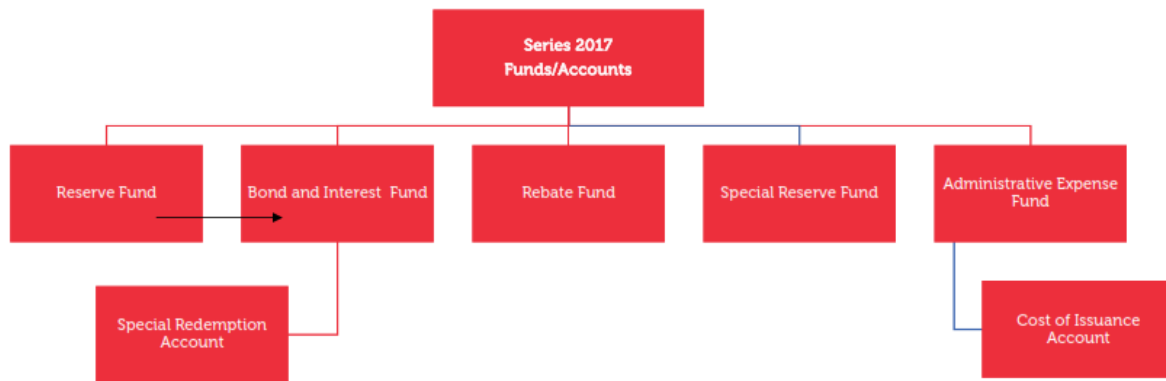 Series 2017
Funds/Accounts
Reserve Fund
Bond and Interest Fund
Rebate Fund
Special Reserve Fund
Administrative Expense
Fund
Special Redemption
Account
Cost of Issuance
Account